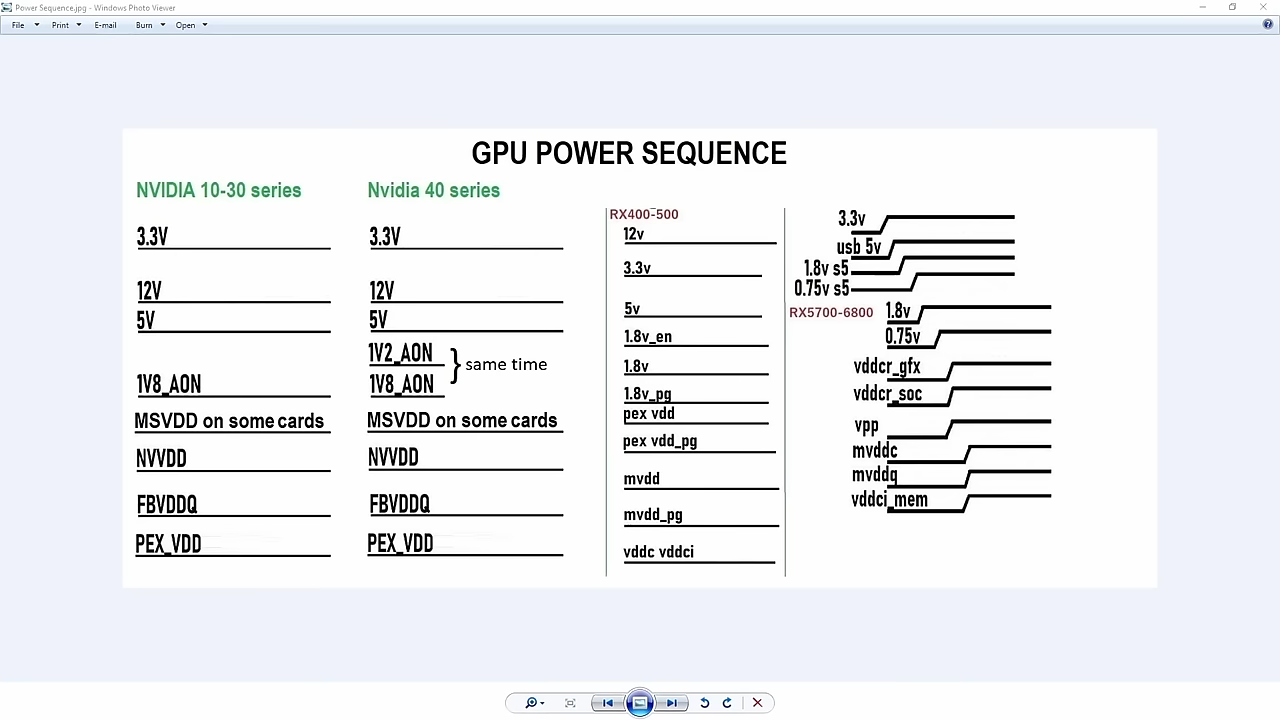 Power Sequence.jpg - Windows Photo Viewer
File Print E-mail Burn Open
GPU POWER SEQUENCE
NVIDIA 10-30 series
3.3V
12V
5V
1V8_AON
MSVDD on some cards
NVVDD
FBVDDQ
PEX_VDD
Nvidia 40 series
3.3V
12V
5V
1V2_AON
1V8_AON
} same time
MSVDD on some cards
NVVDD
FBVDDQ
PEX_VDD
RX400-500
12v
3.3v
5v
1.8v_en
1.8v
1.8v_pg
pex vdd
pex vdd_pg
mvdd
mvdd_pg
vddc vddci
3.3v
usb 5v
1.8v s5
0.75v s5
RX5700-6800
1.8v
0.75v
vddcr_gfx
vddcr_soc
vpp
mvddc
mvddq
vddci_mem